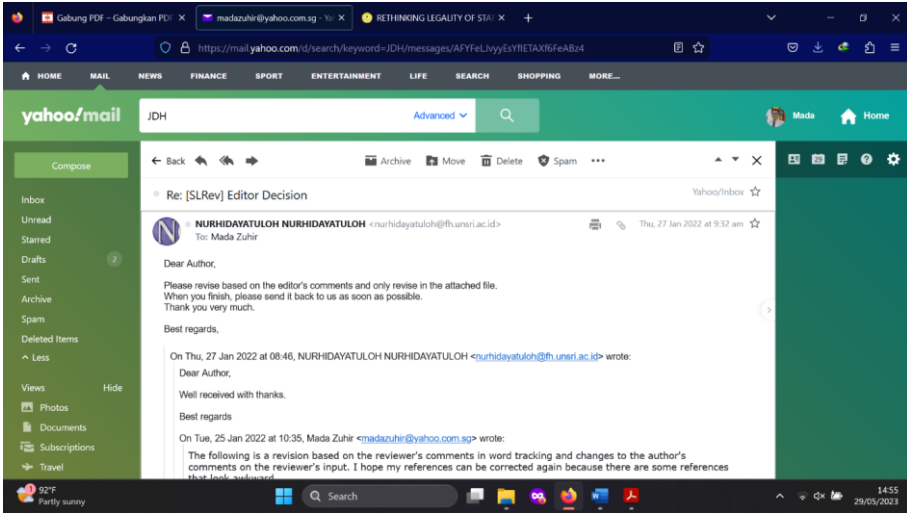 Gabung PDF – Gabungkan PDF
madazuhir@yahoo.com.sg - Ya
RETHINKING LEGALITY OF STAT
https://mail.yahoo.com/d/search/keyword=JDH/messages/
HOME MAIL NEWS FINANCE SPORT ENTERTAINMENT LIFE SEARCH SHOPPING MORE...
yahoo!mail
JDH
Advanced
Mada
Home
Compose
Back
Archive Move Delete Spam
Inbox
Unread
Starred
Drafts 2
Sent
Archive
Spam
Deleted Items
Less
Views Hide
Photos
Documents
Subscriptions
Travel
Re: [SLRev] Editor Decision
Yahoo/Inbox
N
NURHIDAYATULOH NURHIDAYATULOH <nurhidayatuloh@fh.unsri.ac.id>
Thu, 27 Jan 2022 at 9:32 am
To: Mada Zuhir
Dear Author,
Please revise based on the editor's comments and only revise in the attached file.
When you finish, please send it back to us as soon as possible.
Thank you very much.
Best regards,
On Thu, 27 Jan 2022 at 08:46, NURHIDAYATULOH NURHIDAYATULOH <nurhidayatuloh@fh.unsri.ac.id> wrote:
Dear Author,
Well received with thanks.
Best regards
On Tue, 25 Jan 2022 at 10:35, Mada Zuhir <madazuhir@yahoo.com.sg> wrote:
The following is a revision based on the reviewer's comments in word tracking and changes to the author's
comments on the reviewer's input. I hope my references can be corrected again because there are some references
that look awkward
1
92°F
Partly sunny
Search
14:55
29/05/2023